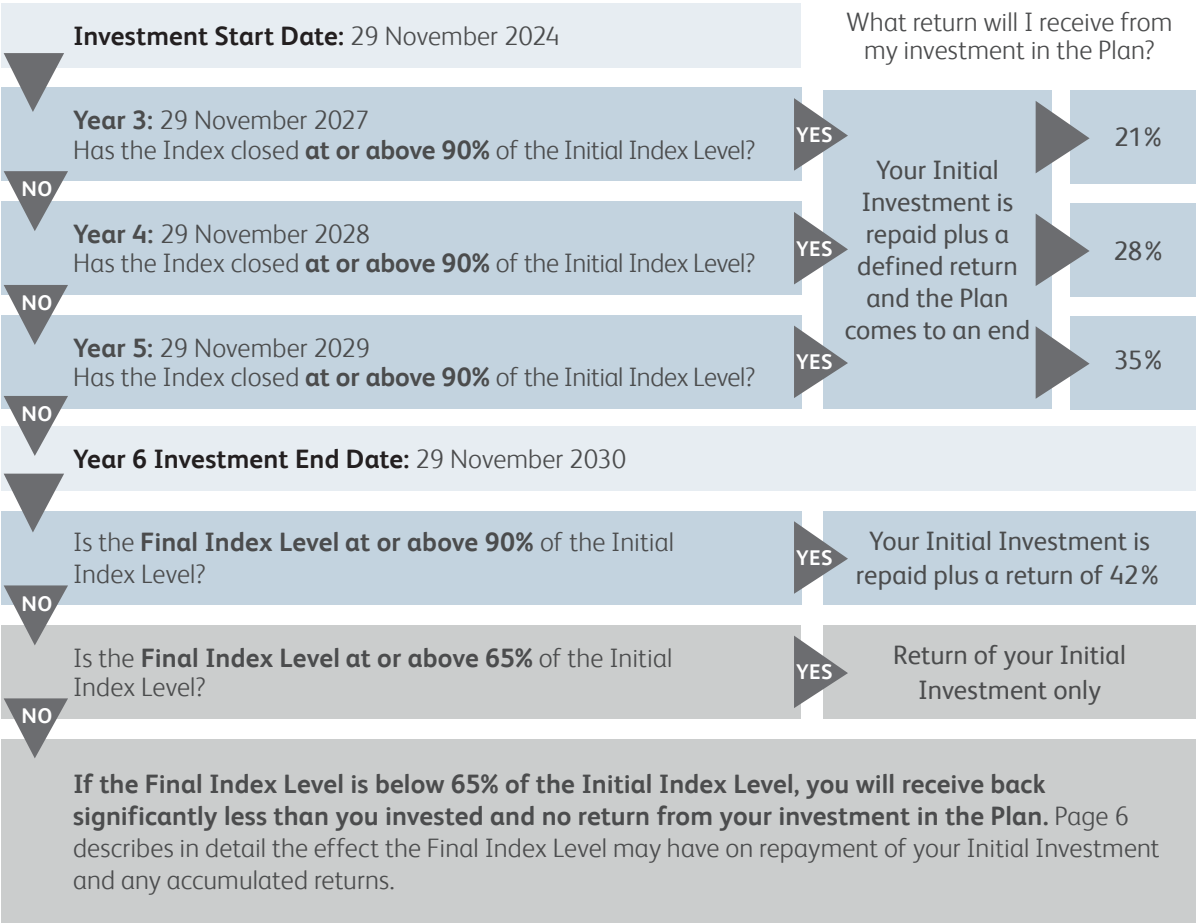 Investment Start Date: 29 November 2024
What return will I receive from
my investment in the Plan?
Year 3: 29 November 2027
Has the Index closed at or above 90% of the Initial Index Level?
YES
21%
NO
Year 4: 29 November 2028
Has the Index closed at or above 90% of the Initial Index Level?
YES
28%
NO
Year 5: 29 November 2029
Has the Index closed at or above 90% of the Initial Index Level?
YES
35%
Your Initial
Investment is
repaid plus a
defined return
and the Plan
comes to an end
NO
Year 6 Investment End Date: 29 November 2030
Is the Final Index Level at or above 90% of the Initial
Index Level?
YES
Your Initial Investment is
repaid plus a return of 42%
NO
Is the Final Index Level at or above 65% of the Initial
Index Level?
YES
Return of your Initial
Investment only
NO
If the Final Index Level is below 65% of the Initial Index Level, you will receive back
significantly less than you invested and no return from your investment in the Plan. Page 6
describes in detail the effect the Final Index Level may have on repayment of your Initial Investment
and any accumulated returns.